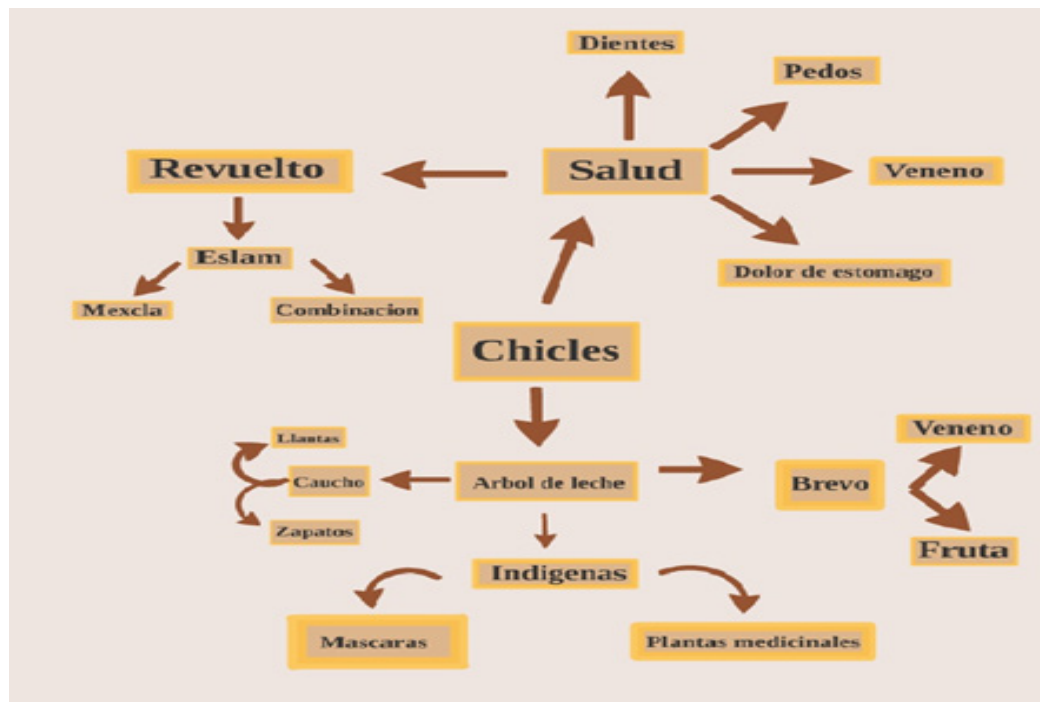 Dientes
Pedos
Revuelto
Salud
Veneno
Eslam
Dolor de estomago
Mexcla
Combinacion
Chicles
Llantas
Veneno
Caucho
Arbol de leche
Brevo
Zapatos
Fruta
Indigenas
Mascaras
Plantas medicinales